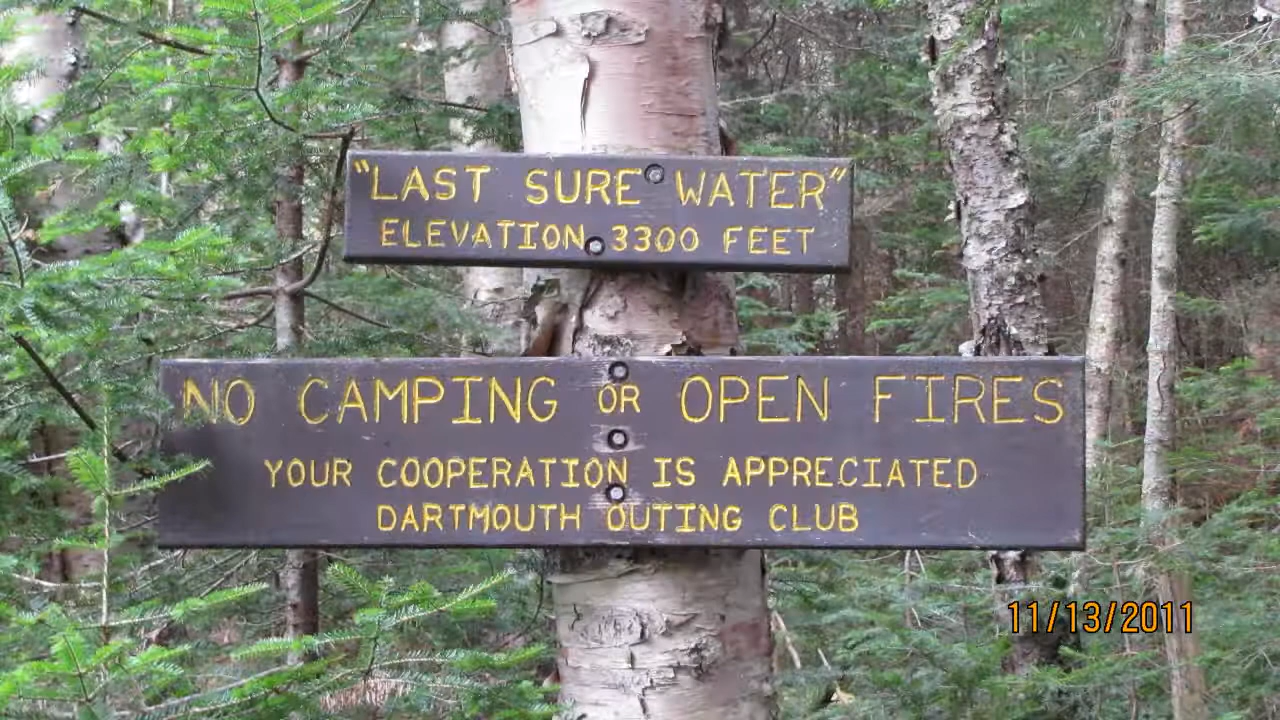 "LAST SURE WATER"
ELEVATION 3300 FEET
NO CAMPING OR OPEN FIRES
YOUR COOPERATION IS APPRECIATED
DARTMOUTH OUTING CLUB
11/13/2011